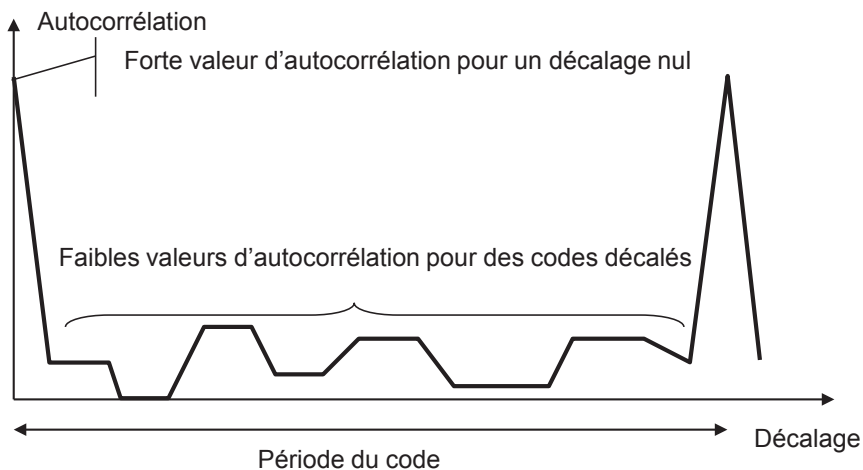 Autocorrélation
Forte valeur d’autocorrélation pour un décalage nul
Faibles valeurs d’autocorrélation pour des codes décalés
Décalage
Période du code